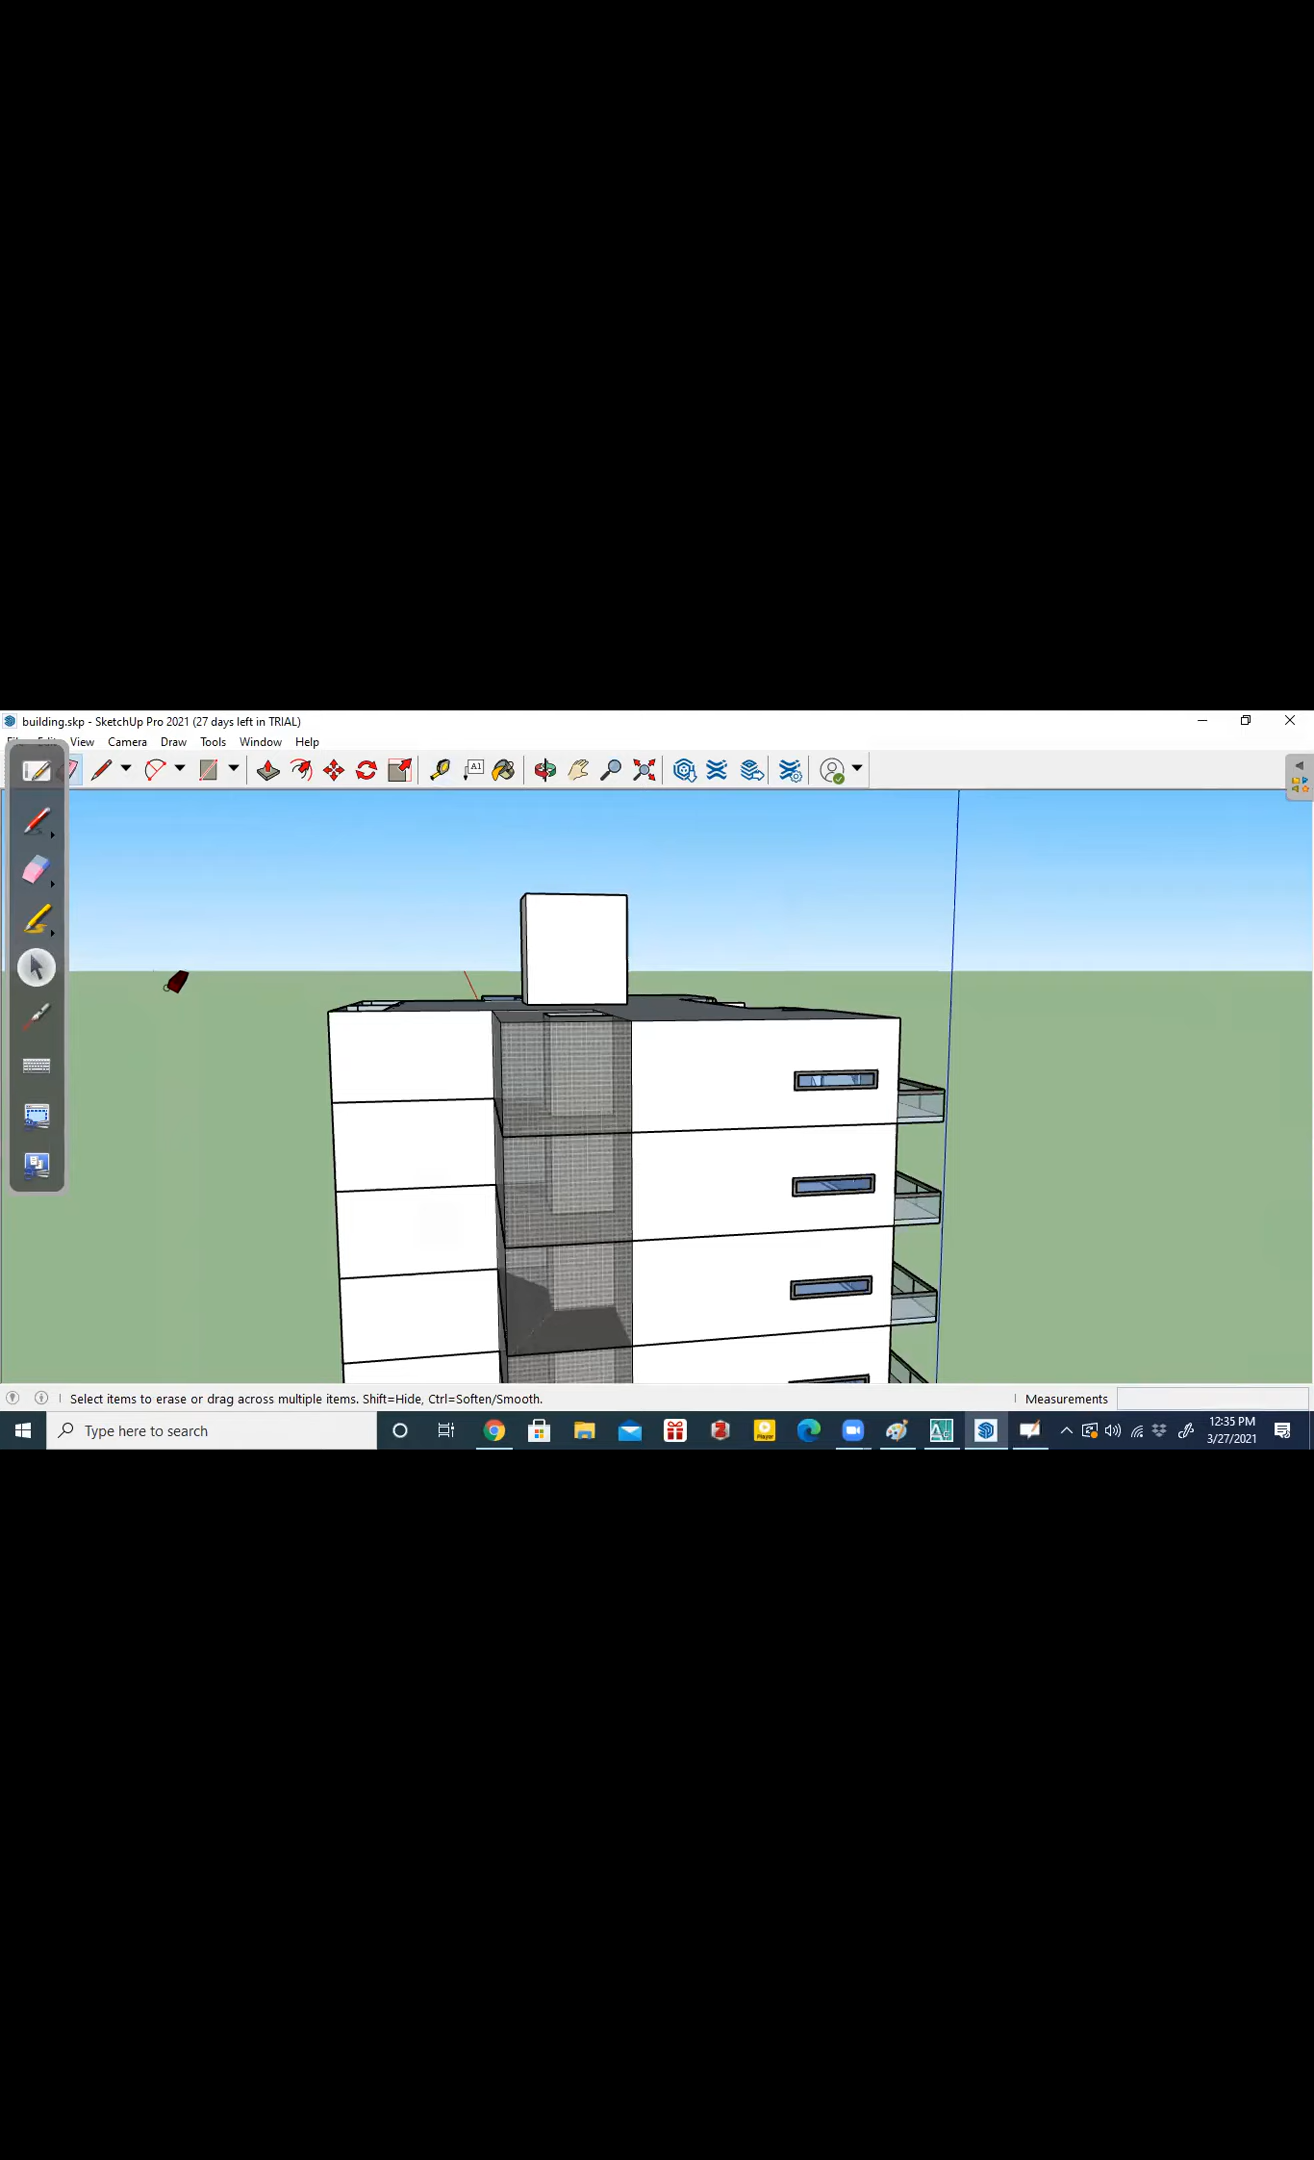 building.skp - SketchUp Pro 2021 (27 days left in TRIAL)
View Camera Draw Tools Window Help
A1
Select items to erase or drag across multiple items. Shift=Hide, Ctrl=Soften/Smooth.
Measurements
Type here to search
Player
12:35 PM
3/27/2021